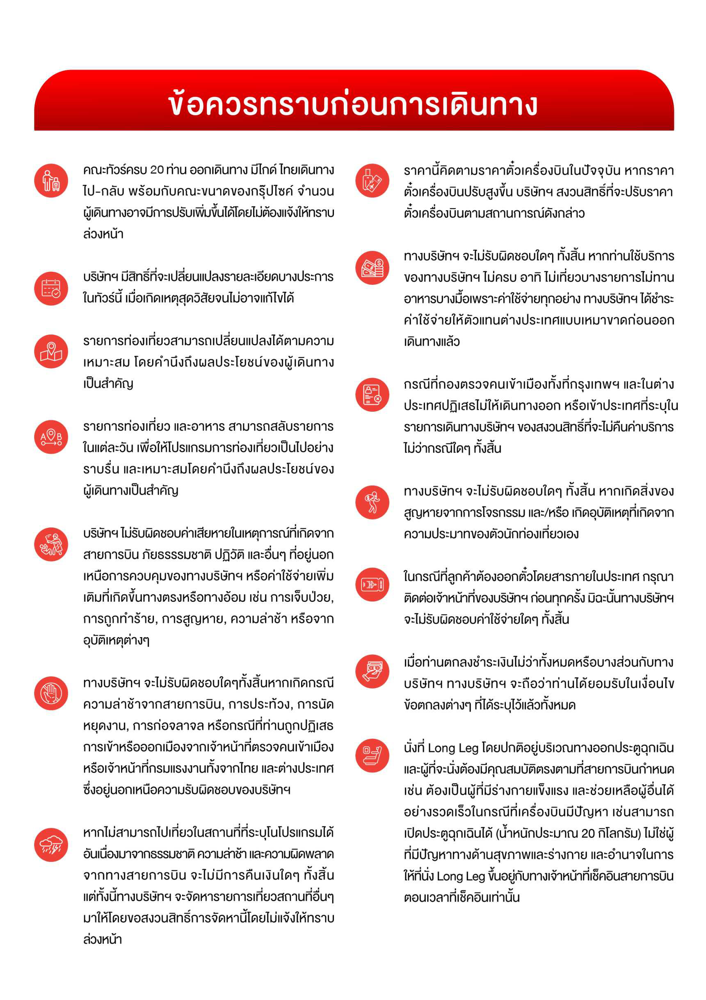 ข้อควรทราบก่อนการเดินทาง
คณะทัวร์ครบ 20 ท่าน ออกเดินทาง มีไกด์ ไทยเดินทาง
ไป-กลับ พร้อมกับคณะขนาดของกรุ๊ปไซค์ จำนวน
ผู้เดินทางอาจมีการปรับเพิ่มขึ้นได้โดยไม่ต้องแจ้งให้ทราบ
ล่วงหน้า
บริษัทฯ มีสิทธิ์ที่จะเปลี่ยนแปลงรายละเอียดบางประการ
ในทัวร์นี้ เมื่อเกิดเหตุสุดวิสัยจนไม่อาจแก้ไขได้
รายการท่องเที่ยวสามารถเปลี่ยนแปลงได้ตามความ
เหมาะสม โดยคำนึงถึงผลประโยชน์ของผู้เดินทาง
เป็นสำคัญ
รายการท่องเที่ยว และอาหาร สามารถสลับรายการ
ในแต่ละวัน เพื่อให้โปรแกรมการท่องเที่ยวเป็นไปอย่าง
ราบรื่น และเหมาะสมโดยคำนึงถึงผลประโยชน์ของ
ผู้เดินทางเป็นสำคัญ
บริษัทฯ ไม่รับผิดชอบค่าเสียหายในเหตุการณ์ที่เกิดจาก
สายการบิน ภัยธรรรมชาติ ปฏิวัติ และอื่นๆ ที่อยู่นอก
เหนือการควบคุมของทางบริษัทฯ หรือค่าใช้จ่ายเพิ่ม
เติมที่เกิดขึ้นทางตรงหรือทางอ้อม เช่น การเจ็บป่วย,
การถูกทำร้าย, การสูญหาย, ความล่าช้า หรือจาก
อุบัติเหตุต่างๆ
ทางบริษัทฯ จะไม่รับผิดชอบใดๆทั้งสิ้นหากเกิดกรณี
ความล่าช้าจากสายการบิน, การประท้วง, การนัด
หยุดงาน, การก่อจลาจล หรือกรณีที่ท่านถูกปฏิเสธ
การเข้าหรือออกเมืองจากเจ้าหน้าที่ตรวจคนเข้าเมือง
หรือเจ้าหน้าที่กรมแรงงานทั้งจากไทย และต่างประเทศ
ซึ่งอยู่นอกเหนือความรับผิดชอบของบริษัทฯ
หากไม่สามารถไปเที่ยวในสถานที่ที่ระบุโนโปรแกรมได้
อันเนื่องมาจากธรรมชาติ ความล่าช้า และความผิดพลาด
จากทางสายการบิน จะไม่มีการคืนเงินใดๆ ทั้งสิ้น
แต่ทั้งนี้ทางบริษัทฯ จะจัดหารายการเที่ยวสถานที่อื่นๆ
มาให้โดยขอสงวนสิทธิ์การจัดหานี้โดยไม่แจ้งให้ทราบ
ล่วงหน้า
ราคานี้คิดตามราคาตั๋วเครื่องบินในปัจจุบัน หากราคา
ตั๋วเครื่องบินปรับสูงขึ้น บริษัทฯ สงวนสิทธิ์ที่จะปรับราคา
ตั๋วเครื่องบินตามสถานการณ์ดังกล่าว
ทางบริษัทฯ จะไม่รับผิดชอบใดๆ ทั้งสิ้น หากท่านใช้บริการ
ของทางบริษัทฯ ไม่ครบ อาทิ ไม่เที่ยวบางรายการไม่ทาน
อาหารบางมื้อเพราะค่าใช้จ่ายทุกอย่าง ทางบริษัทฯ ได้ชำระ
ค่าใช้จ่ายให้ตัวแทนต่างประเทศแบบเหมาขาดก่อนออก
เดินทางแล้ว
กรณีที่กองตรวจคนเข้าเมืองทั้งที่กรุงเทพฯ และในต่าง
ประเทศปฏิเสธไม่ให้เดินทางออก หรือเข้าประเทศที่ระบุใน
รายการเดินทางบริษัทฯ ของสงวนสิทธิ์ที่จะไม่คืนค่าบริการ
ไม่ว่ากรณีใดๆ ทั้งสิ้น
ทางบริษัทฯ จะไม่รับผิดชอบใดๆ ทั้งสิ้น หากเกิดสิ่งของ
สูญหายจากการโจรกรรม และ/หรือ เกิดอุบัติเหตุที่เกิดจาก
ความประมาทของตัวนักท่องเที่ยวเอง
ในกรณีที่ลูกค้าต้องออกตั๋วโดยสารภายในประเทศ กรุณา
ติดต่อเจ้าหน้าที่ของบริษัทฯ ก่อนทุกครั้ง มิฉะนั้นทางบริษัทฯ
จะไม่รับผิดชอบค่าใช้จ่ายใดๆ ทั้งสิ้น
เมื่อท่านตกลงชำระเงินไม่ว่าทั้งหมดหรือบางส่วนกับทาง
บริษัทฯ ทางบริษัทฯ จะถือว่าท่านได้ยอมรับในเงื่อนไข
ข้อตกลงต่างๆ ที่ได้ระบุไว้แล้วทั้งหมด
นั่งที่ Long Leg โดยปกติอยู่บริเวณทางออกประตูฉุกเฉิน
และผู้ที่จะนั่งต้องมีคุณสมบัติตรงตามที่สายการบินกำหนด
เช่น ต้องเป็นผู้ที่มีร่างกายแข็งแรง และช่วยเหลือผู้อื่นได้
อย่างรวดเร็วในกรณีที่เครื่องบินมีปัญหา เช่นสามารถ
เปิดประตูฉุกเฉินได้ (น้ำหนักประมาณ 20 กิโลกรัม) ไม่ใช่ผู้
ที่มีปัญหาทางด้านสุขภาพและร่างกาย และอำนาจในการ
ให้ที่นั่ง Long Leg ขึ้นอยู่กับทางเจ้าหน้าที่เช็คอินสายการบิน
ตอนเวลาที่เช็คอินเท่านั้น
A B